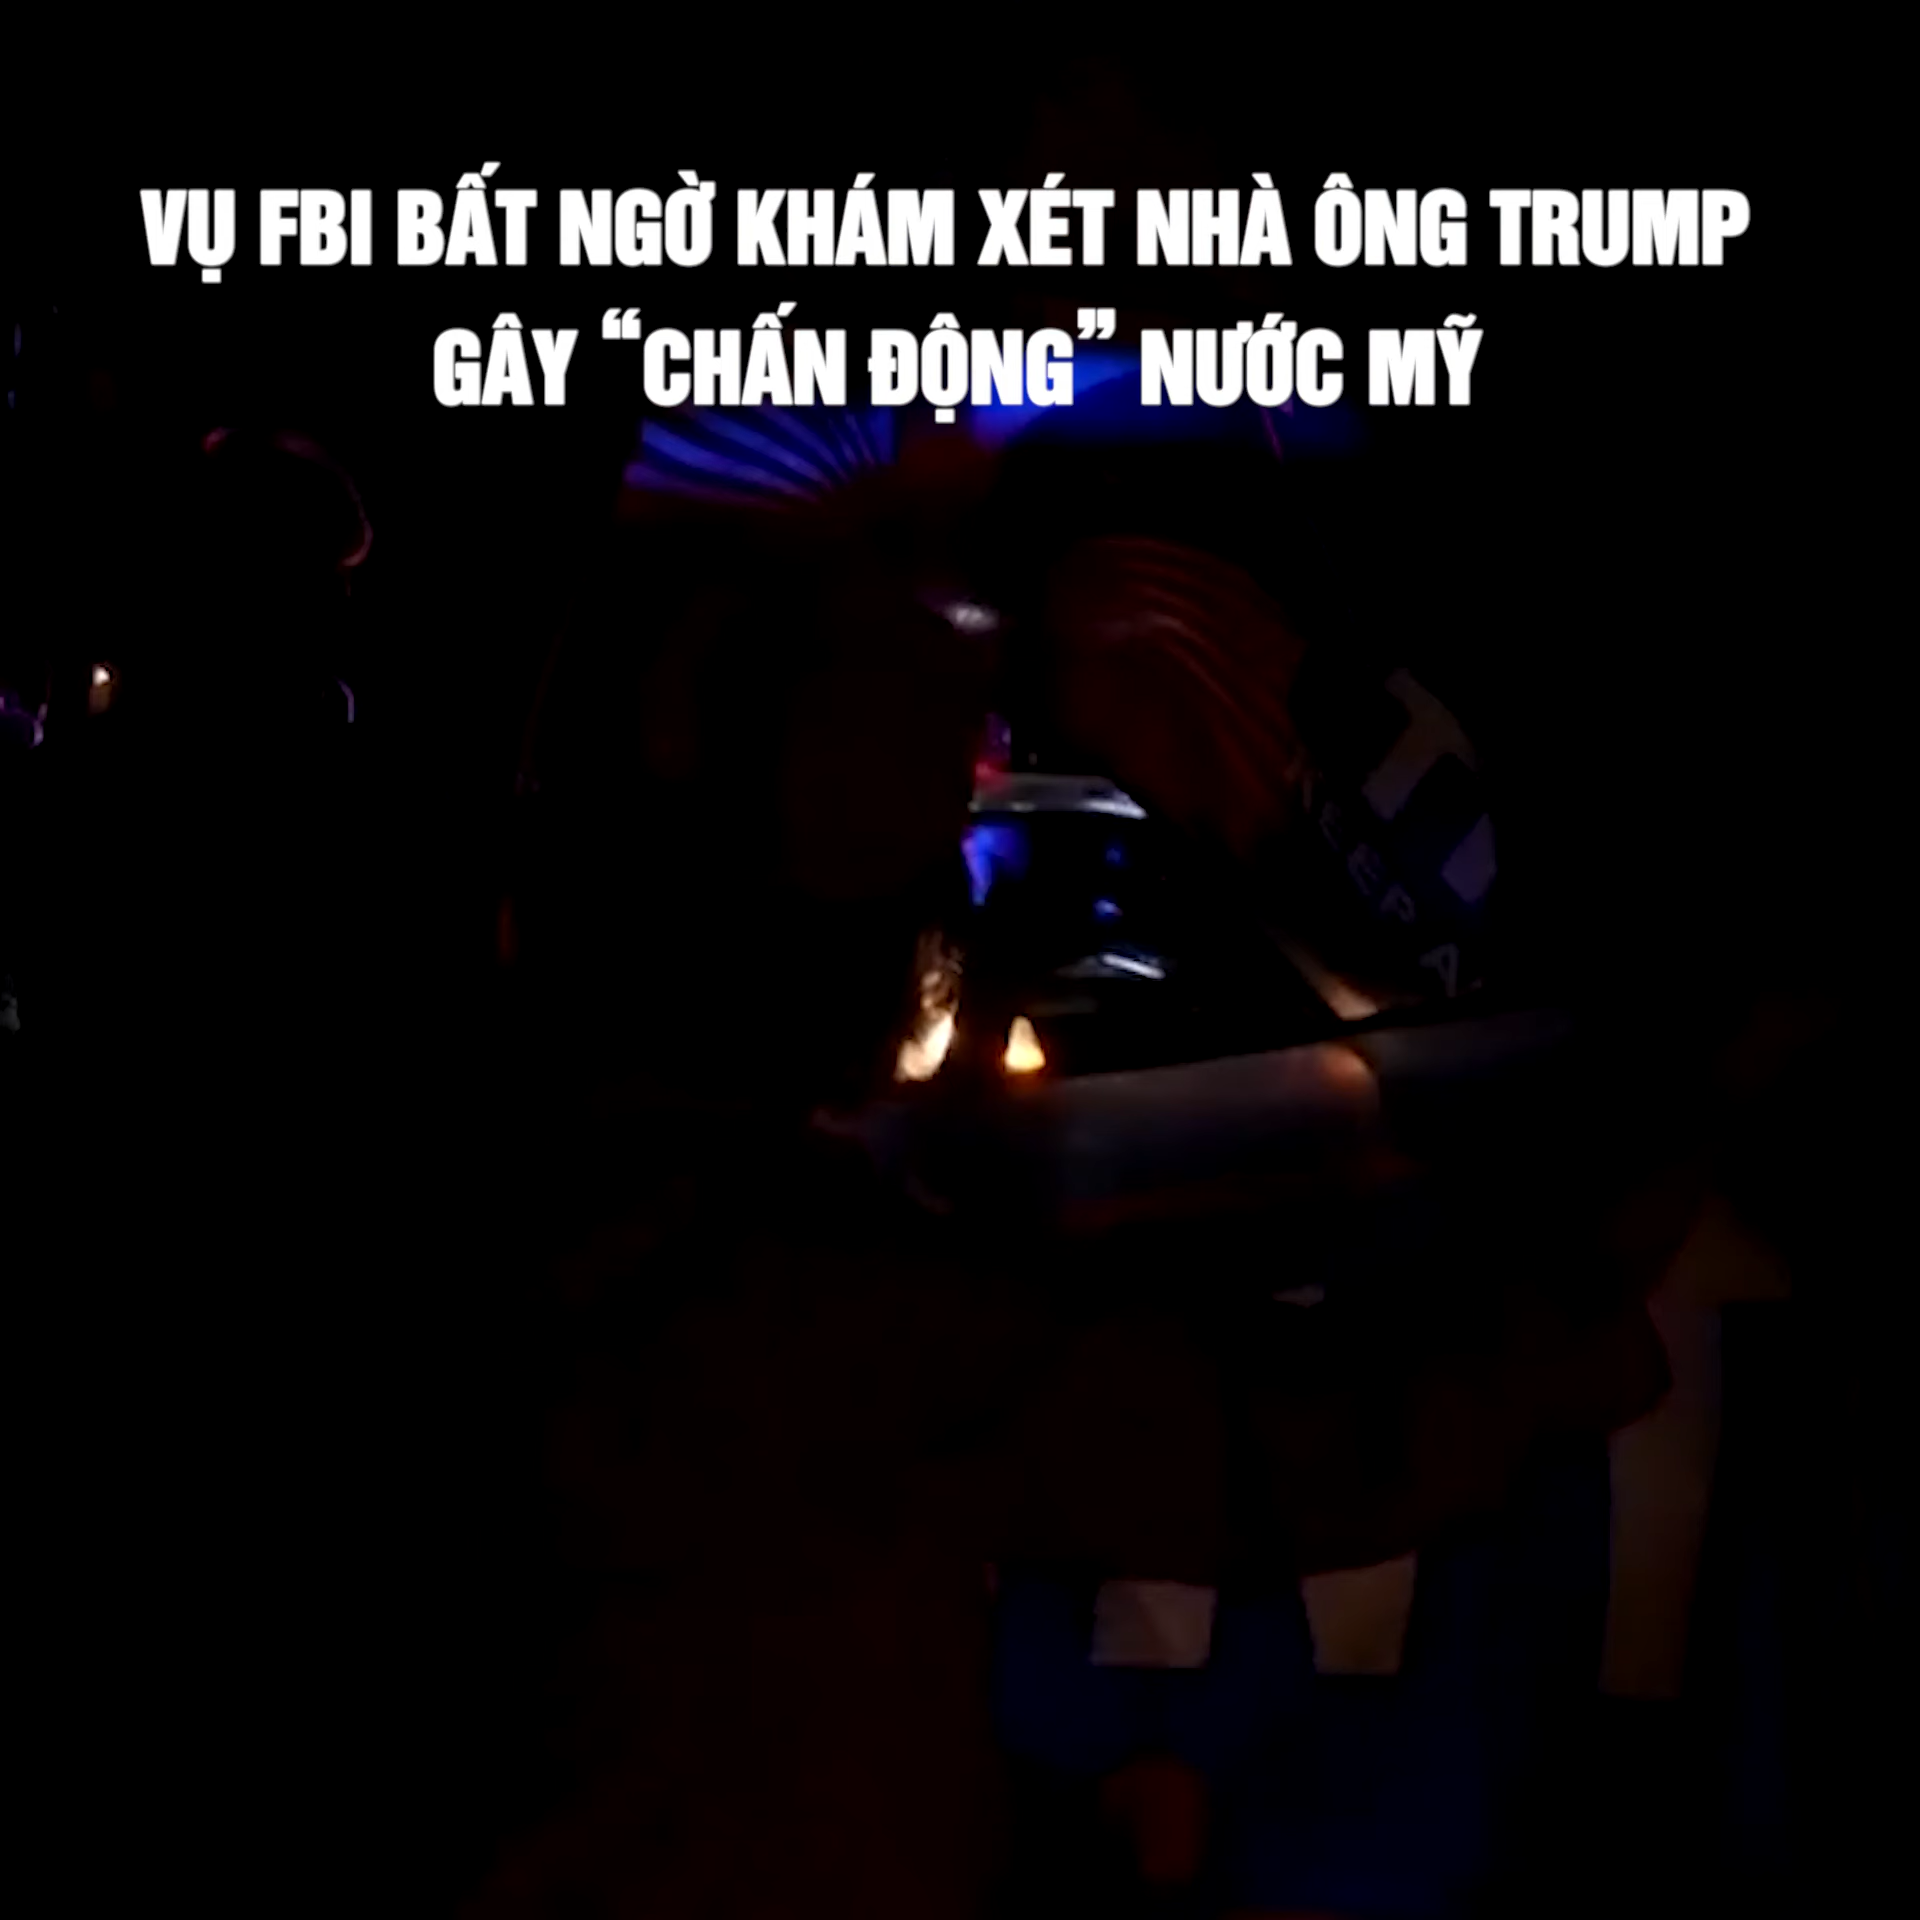 VỤ FBI BẤT NGỜ KHÁM XÉT NHÀ ÔNG TRUMP
GÂY “CHẤN ĐỘNG” NƯỚC MỸ